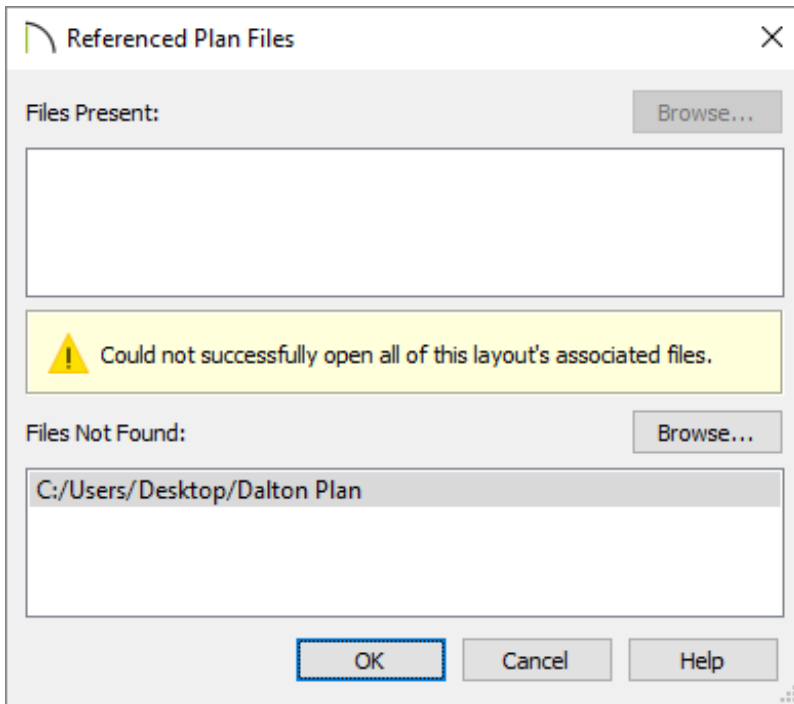 Referenced Plan Files
Files Present:
Browse...
Could not successfully open all of this layout's associated files.
Files Not Found:
Browse...
C:/Users/Desktop/Dalton Plan
OK
Cancel
Help